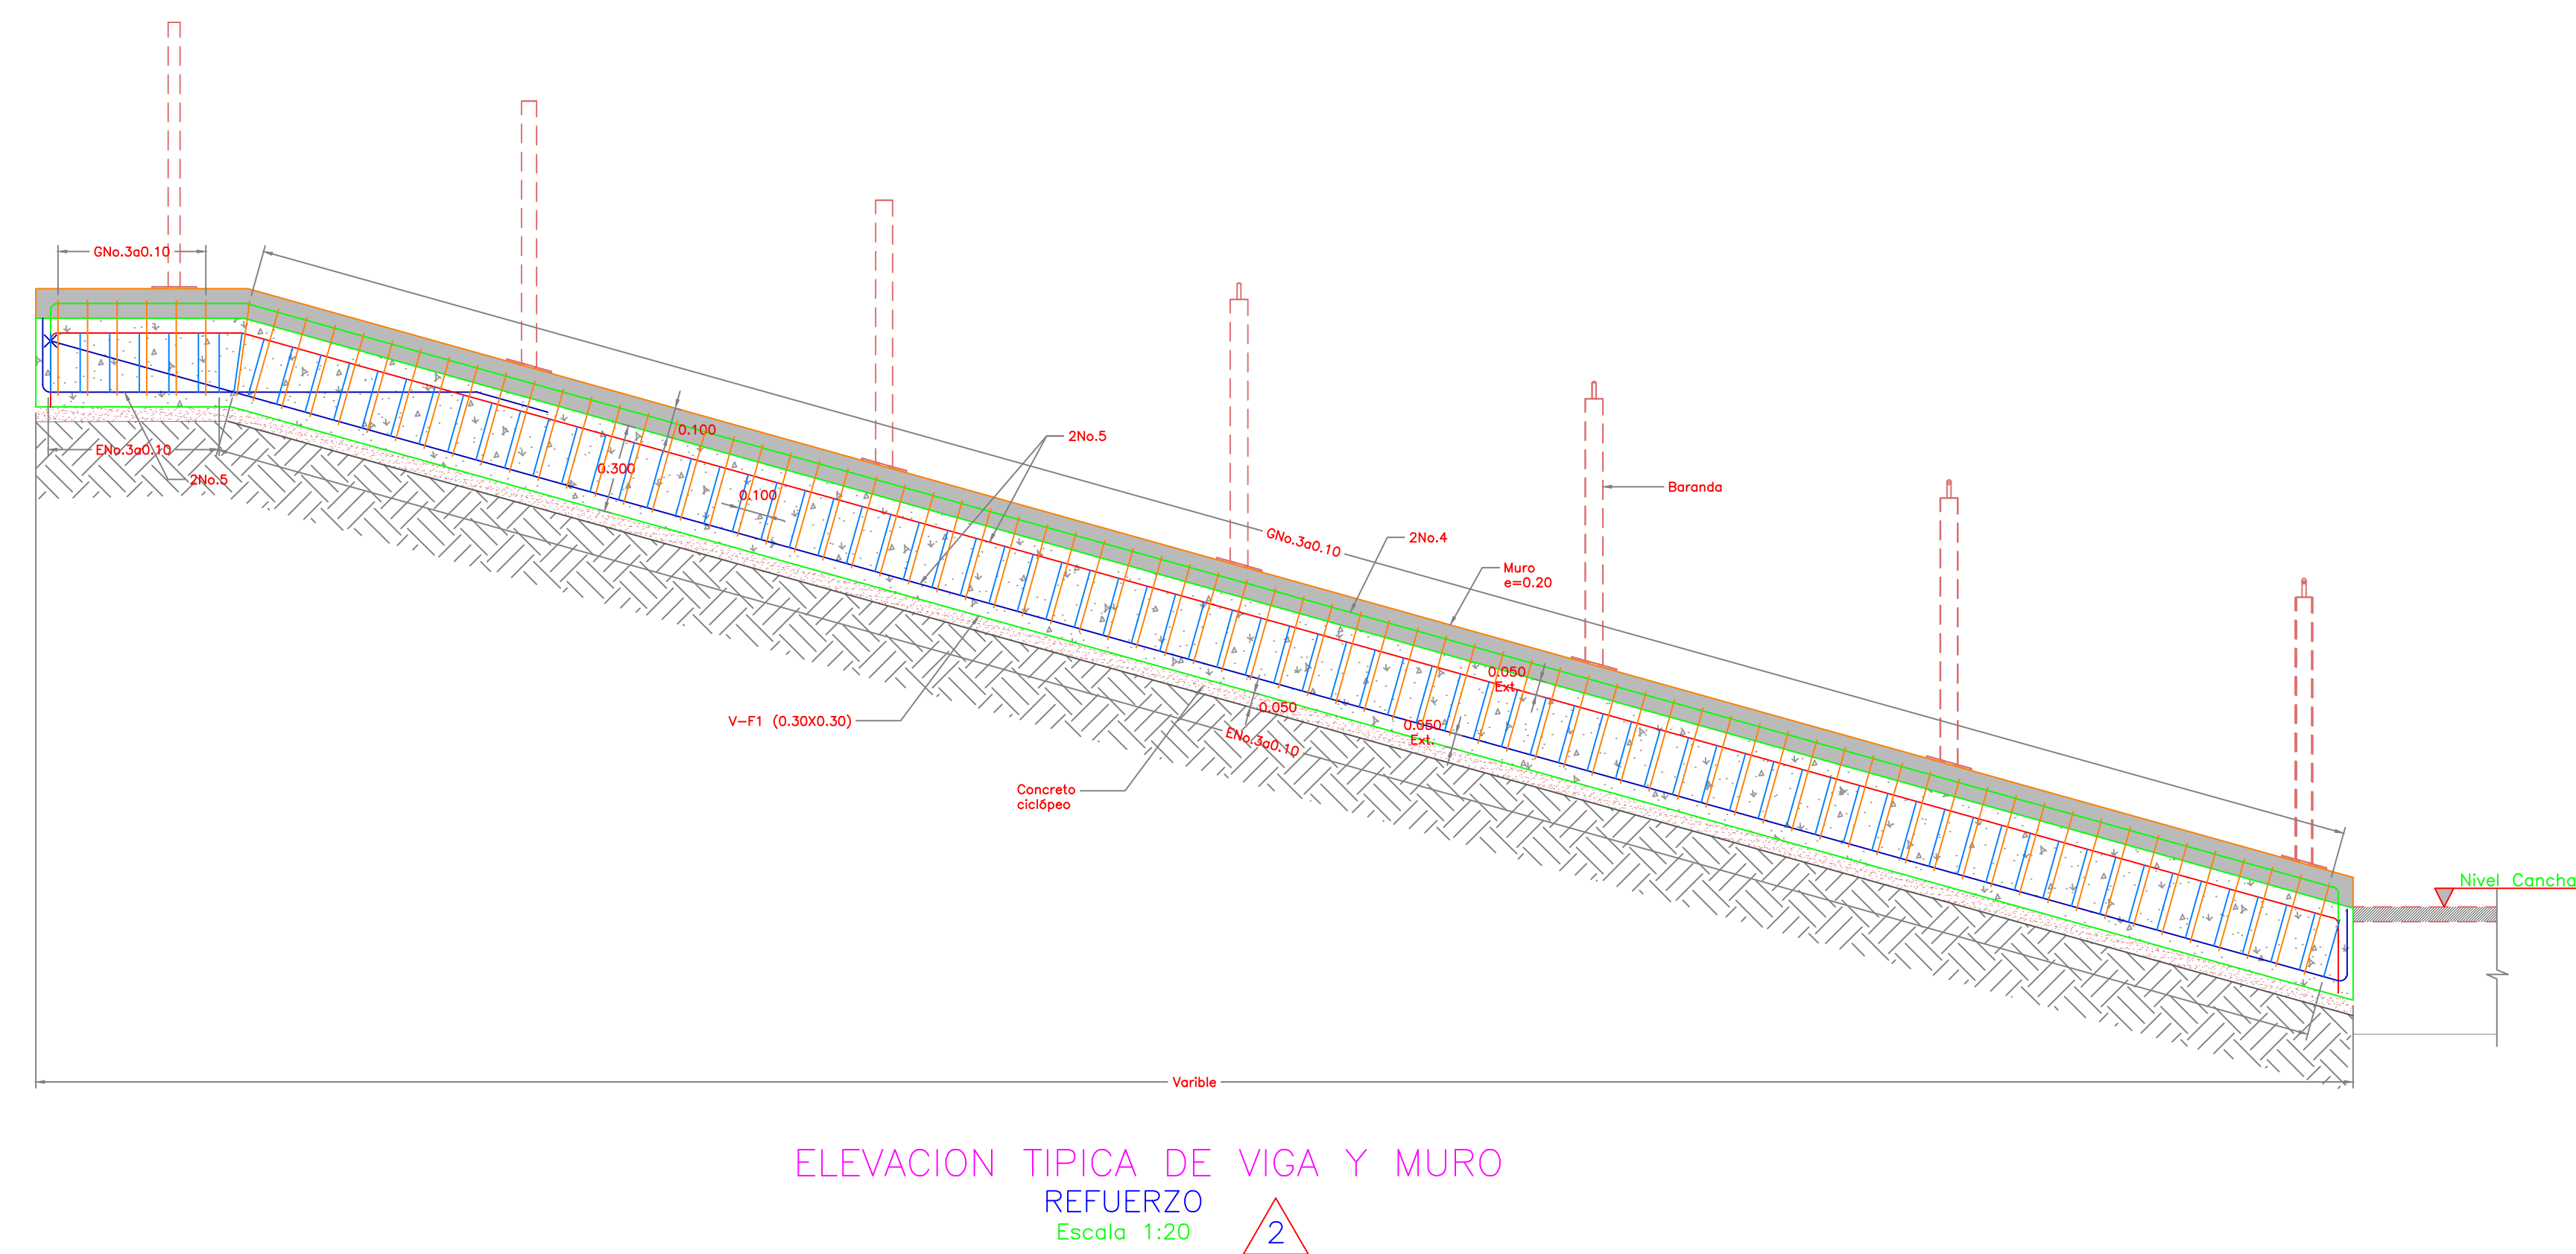 GNo.3a0.10
ENo.3a0.10
2No.5
0.100
0.300
0.100
2No.5
Baranda
GNo.3a0.10
2No.4
Muro
e=0.20
0.050
Ext.
0.050
0.050
Ext.
ENo.3a0.10
V-F1 (0.30X0.30)
Concreto
ciclópeo
Nivel Cancha
Varible
ELEVACION TIPICA DE VIGA Y MURO
REFUERZO
Escala 1:20
2